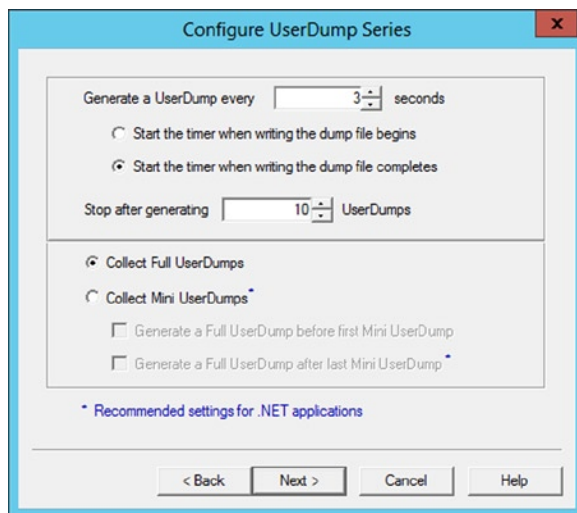 Configure UserDump Series
x
Generate a UserDump every 3 seconds
Start the timer when writing the dump file begins
Start the timer when writing the dump file completes
Stop after generating 10 UserDumps
Collect Full UserDumps
Collect Mini UserDumps*
Generate a Full UserDump before first Mini UserDump
Generate a Full UserDump after last Mini UserDump *
* Recommended settings for .NET applications
< Back Next > Cancel Help